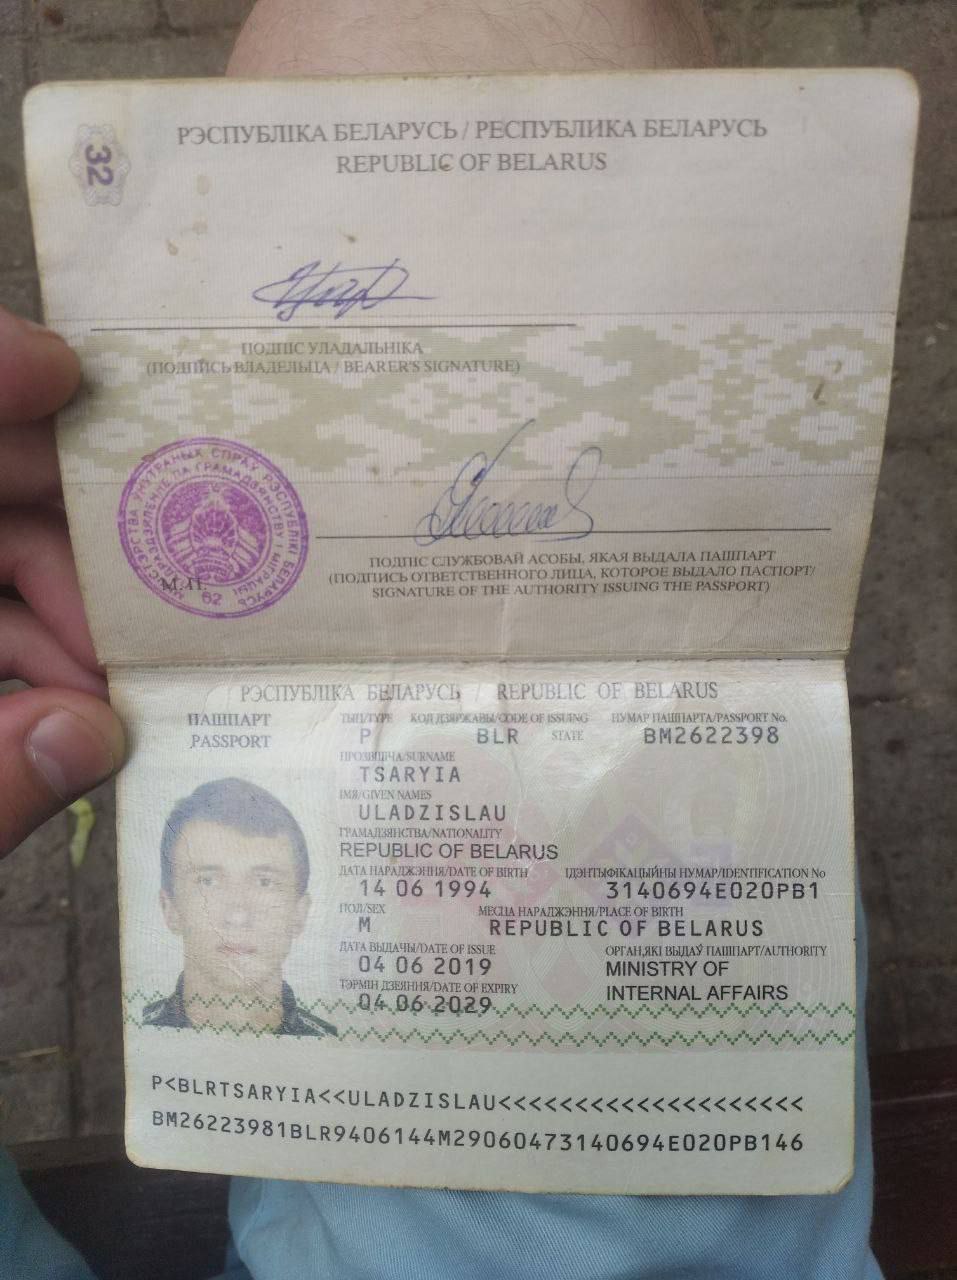 32
РЭСПУБЛІКА БЕЛАРУСЬ / РЕСПУБЛИКА БЕЛАРУСЬ
REPUBLIC OF BELARUS
ПОДПІС УЛАДАЛЬНІКА
(ПОДПИСЬ ВЛАДЕЛЬЦА / BEARER'S SIGNATURE)
М.П.
62
ПОДПІС СЛУЖБОВАЙ АСОБЫ, ЯКАЯ ВЫДАЛА ПАШПАРТ
(ПОДПИСЬ ОТВЕТСТВЕННОГО ЛИЦА, КОТОРОЕ ВЫДАЛО ПАСПОРТ/
SIGNATURE OF THE AUTHORITY ISSUING THE PASSPORT)
РЭСПУБЛІКА БЕЛАРУСЬ / REPUBLIC OF BELARUS
ПАШПАРТ ТЫП/TYPE КОД ДЗЯРЖАВЫ/CODE OF ISSUING НУМАР ПАШПАРТА/PASSPORT No.
PASSPORT P BLR STATE BM2622398
ПРОЗВІШЧА/SURNAME
TSARYIA
ІМЯ/GIVEN NAMES
ULADZISLAU
ГРАМАДЗЯНСТВА/NATIONALITY
REPUBLIC OF BELARUS
ДАТА НАРАДЖЭННЯ/DATE OF BIRTH ІДЭНТЫФІКАЦЫЙНЫ НУМАР/IDENTIFICATION No
14 06 1994 3140694E020PB1
ПОЛ/SEX МЕСЦА НАРАДЖЭННЯ/PLACE OF BIRTH
M REPUBLIC OF BELARUS
ДАТА ВЫДАЧЫ/DATE OF ISSUE ОРГАН,ЯКІ ВЫДАЎ ПАШПАРТ/AUTHORITY
04 06 2019 MINISTRY OF
ТЭРМІН ДЗЕЯННЯ/DATE OF EXPIRY INTERNAL AFFAIRS
04 06 2029
P<BLRTSARYIA<<ULADZISLAU<<<<<<<<<<<<<<<<<<<<
BM26223981BLR9406144M29060473140694E020PB146